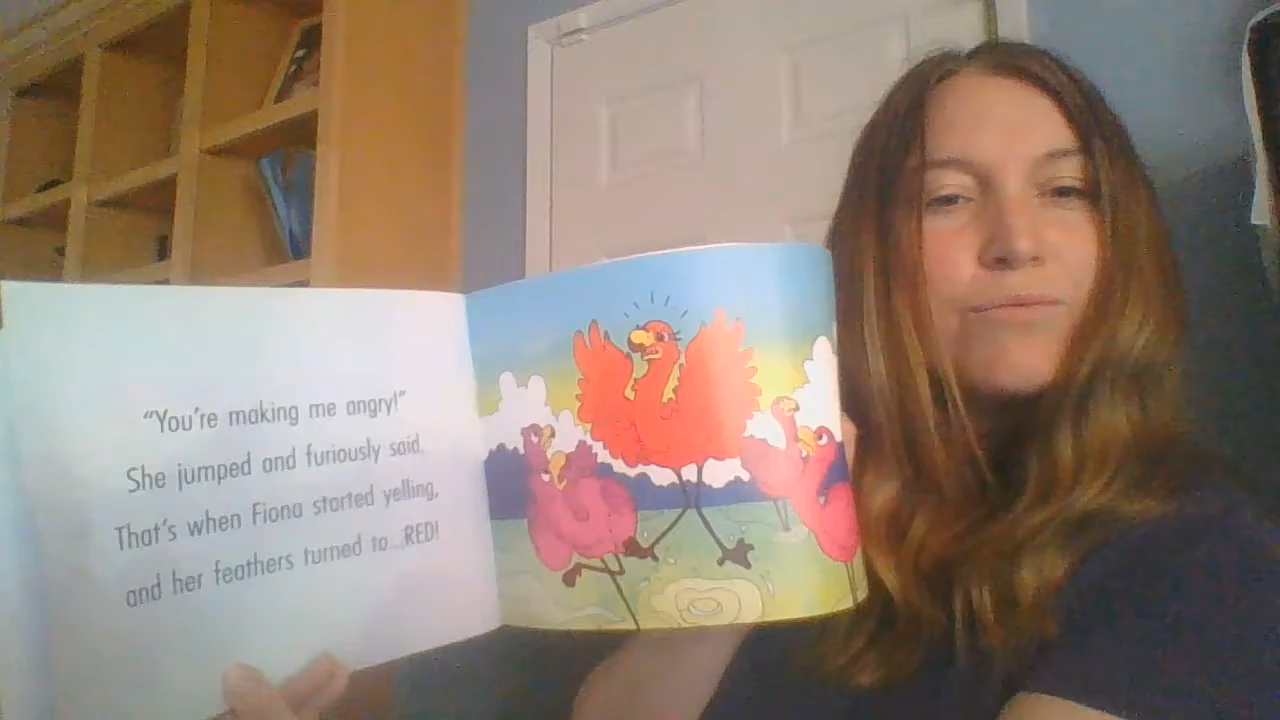 “You’re making me angry!”
She jumped and furiously said.
That’s when Fiona started yelling,
and her feathers turned to...RED!